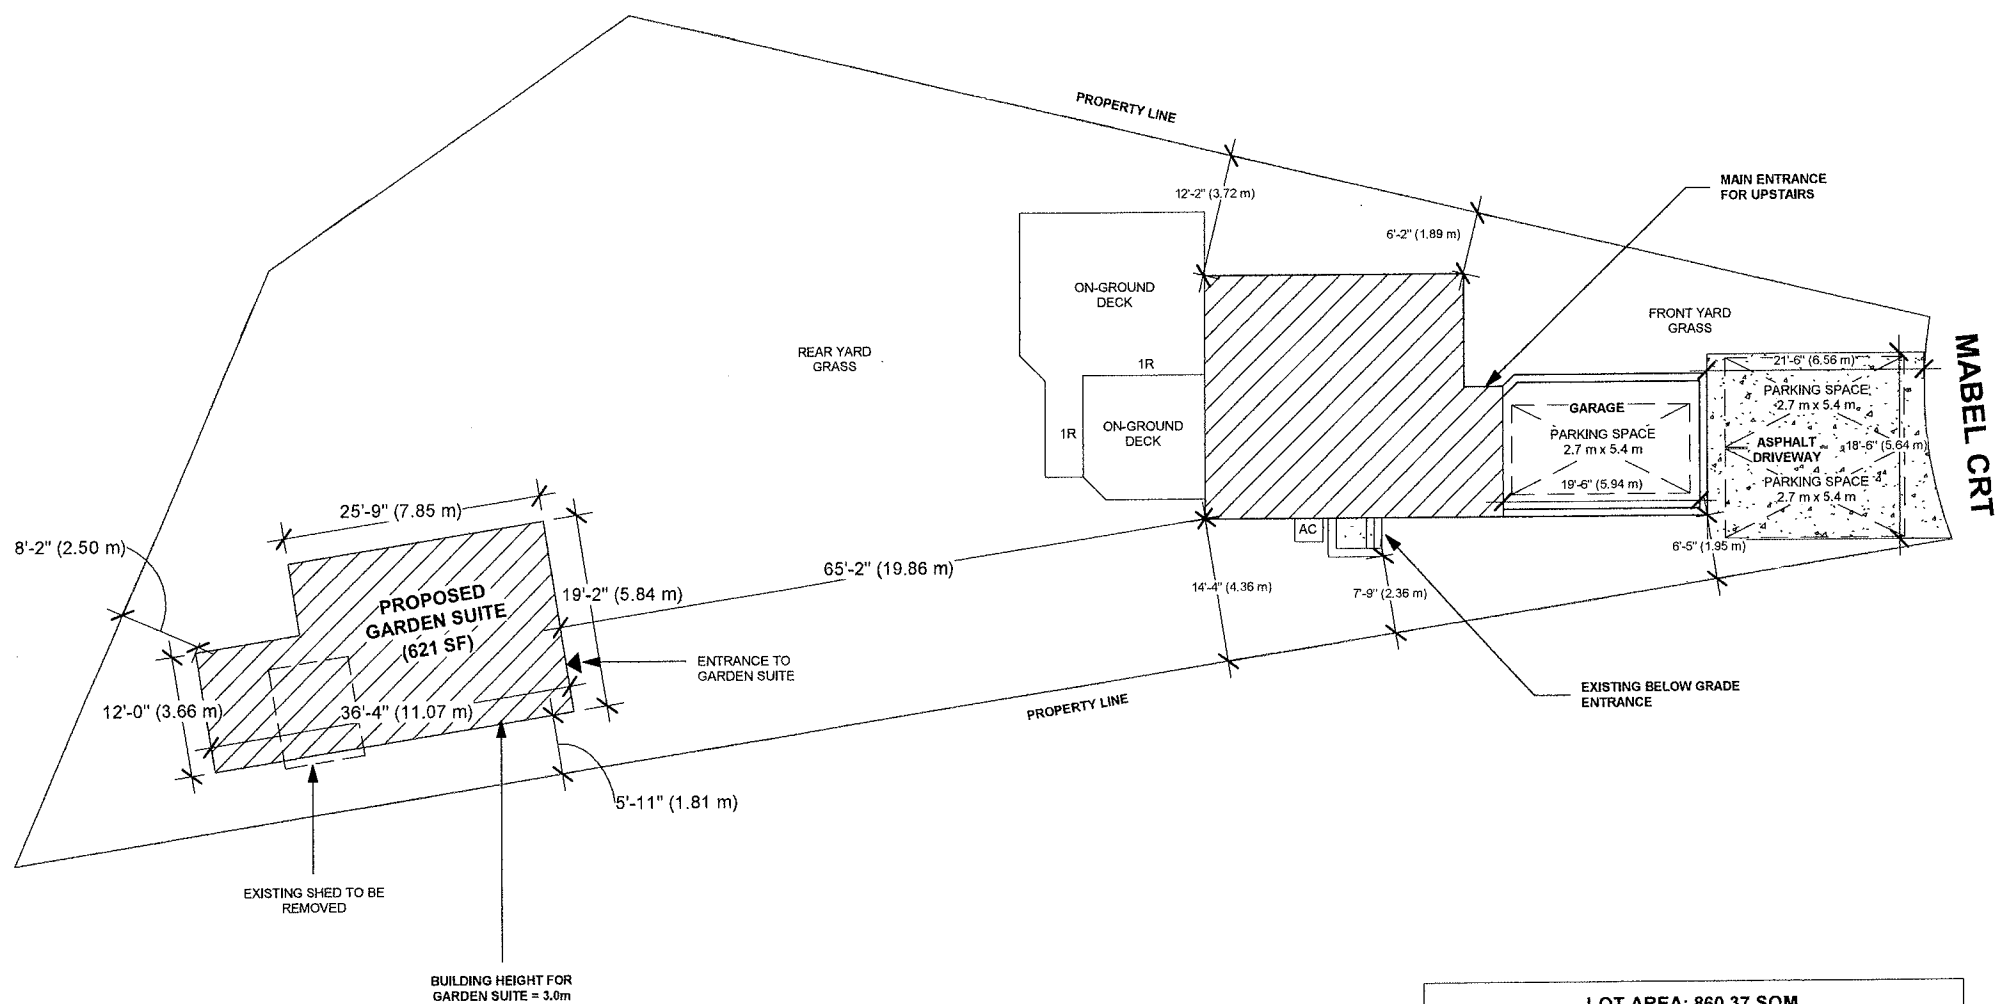 PROPERTY LINE
12'-2" (3.72 m)
MAIN ENTRANCE
FOR UPSTAIRS
6'-2" (1.89 m)
ON-GROUND
DECK
FRONT YARD
GRASS
REAR YARD
GRASS
1R
21'-6" (6.56 m)
MABEL CRT
PARKING SPACE
2.7 m x 5.4 m
GARAGE
PARKING SPACE
2.7 m x 5.4 m
19'-6" (5.94 m)
ASPHALT
DRIVEWAY
18'-6" (5.64 m)
PARKING SPACE
2.7 m x 5.4 m
1R
ON-GROUND
DECK
AC
6'-5" (1.95 m)
25'-9" (7.85 m)
8'-2" (2.50 m)
65'-2" (19.86 m)
14'-4" (4.36 m)
7'-9" (2.36 m)
PROPOSED
GARDEN SUITE
(621 SF)
19'-2" (5.84 m)
ENTRANCE TO
GARDEN SUITE
EXISTING BELOW GRADE
ENTRANCE
12'-0" (3.66 m)
36'-4" (11.07 m)
PROPERTY LINE
5'-11" (1.81 m)
EXISTING SHED TO BE
REMOVED
BUILDING HEIGHT FOR
GARDEN SUITE = 3.0m
LOT AREA: 860.37 SQM